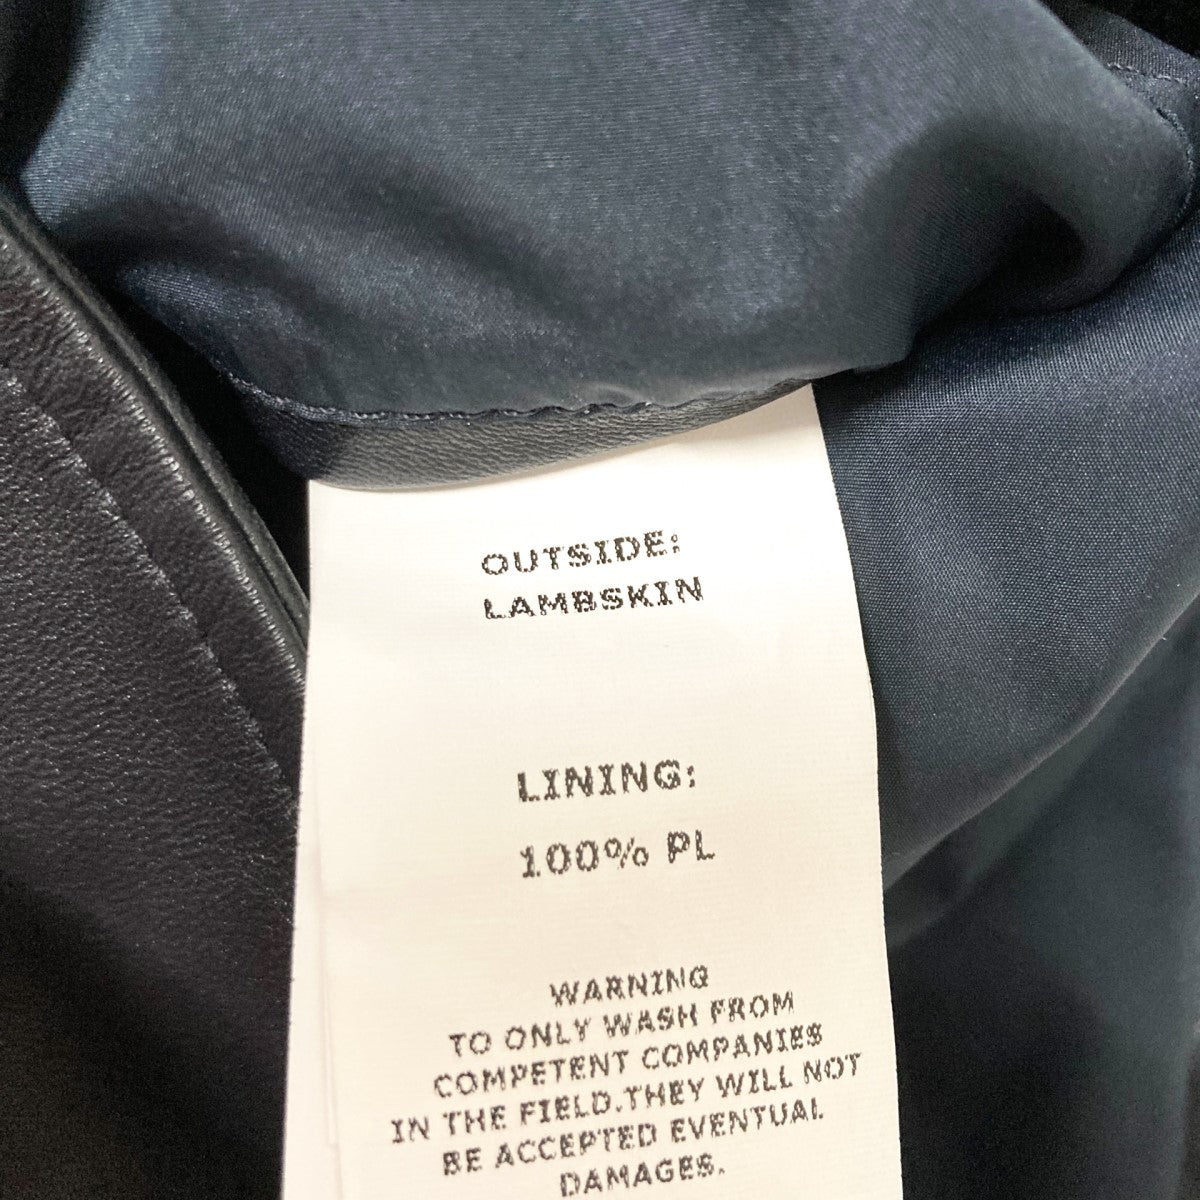 OUTSIDE:
LAMBSKIN
LINING:
100% PL
WARNING
TO ONLY WASH FROM
COMPETENT COMPANIES
IN THE FIELD.THEY WILL NOT
BE ACCEPTED EVENTUAL
DAMAGES.